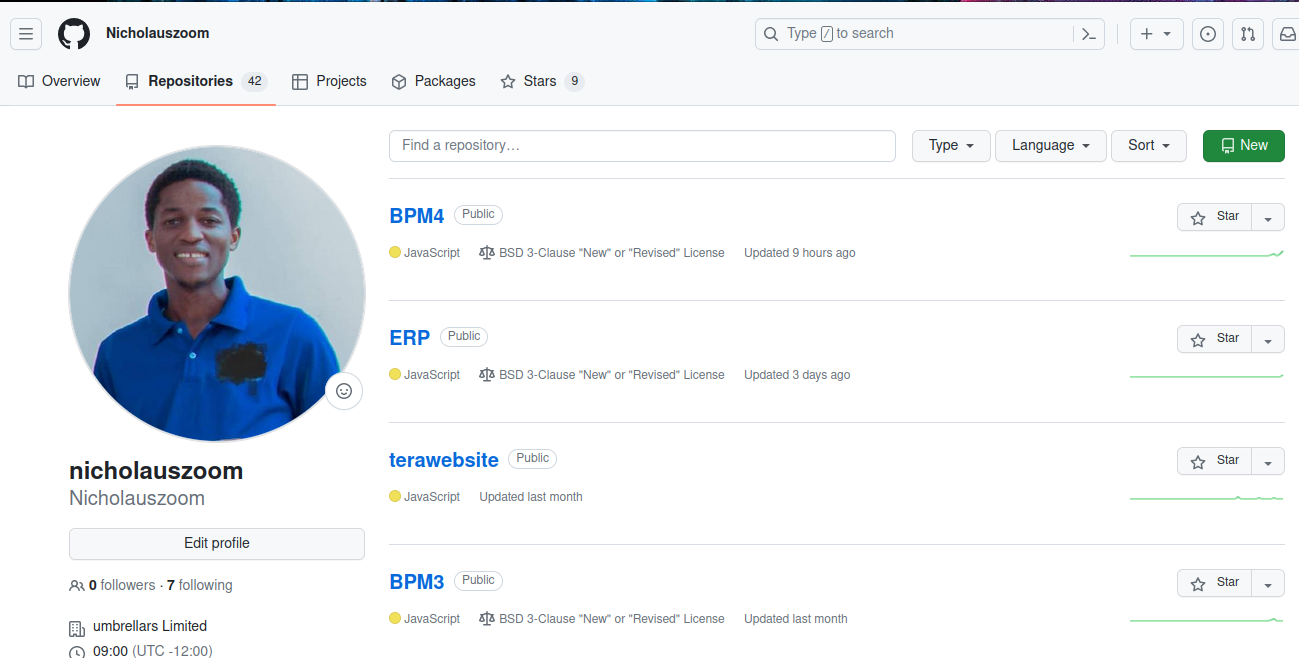 Nicholauszoom
Type / to search
Overview Repositories 42 Projects Packages Stars 9
Find a repository…
Type Language Sort New
BPM4 Public
Star
JavaScript BSD 3-Clause "New" or "Revised" License Updated 9 hours ago
ERP Public
Star
JavaScript BSD 3-Clause "New" or "Revised" License Updated 3 days ago
terawebsite Public
Star
JavaScript Updated last month
BPM3 Public
Star
JavaScript BSD 3-Clause "New" or "Revised" License Updated last month
nicholauszoom
Nicholauszoom
Edit profile
0 followers · 7 following
umbrellars Limited
09:00 (UTC -12:00)